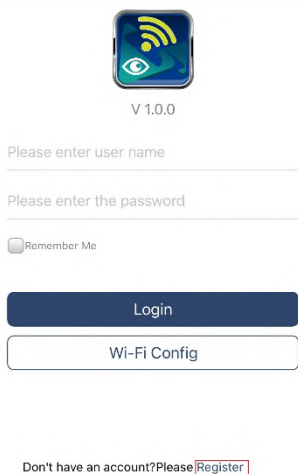 V 1.0.0
Please enter user name
Please enter the password
Remember Me
Login
Wi-Fi Config
Don't have an account?Please Register